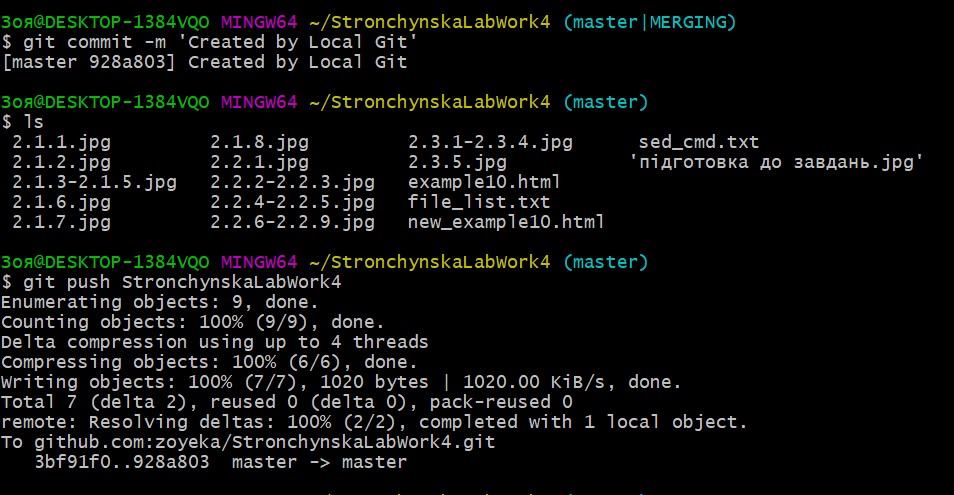 Зоя@DESKTOP-1384VQO MINGW64 ~/StronchynskaLabWork4 (master|MERGING)
$ git commit -m 'Created by Local Git'
[master 928a803] Created by Local Git
Зоя@DESKTOP-1384VQO MINGW64 ~/StronchynskaLabWork4 (master)
$ ls
2.1.1.jpg 2.1.8.jpg 2.3.1-2.3.4.jpg sed_cmd.txt
2.1.2.jpg 2.2.1.jpg 2.3.5.jpg 'підготовка до завдань.jpg'
2.1.3-2.1.5.jpg 2.2.2-2.2.3.jpg example10.html
2.1.6.jpg 2.2.4-2.2.5.jpg file_list.txt
2.1.7.jpg 2.2.6-2.2.9.jpg new_example10.html
Зоя@DESKTOP-1384VQO MINGW64 ~/StronchynskaLabWork4 (master)
$ git push StronchynskaLabWork4
Enumerating objects: 9, done.
Counting objects: 100% (9/9), done.
Delta compression using up to 4 threads
Compressing objects: 100% (6/6), done.
Writing objects: 100% (7/7), 1020 bytes | 1020.00 KiB/s, done.
Total 7 (delta 2), reused 0 (delta 0), pack-reused 0
remote: Resolving deltas: 100% (2/2), completed with 1 local object.
To github.com:zoyeka/StronchynskaLabWork4.git
3bf91f0..928a803 master -> master